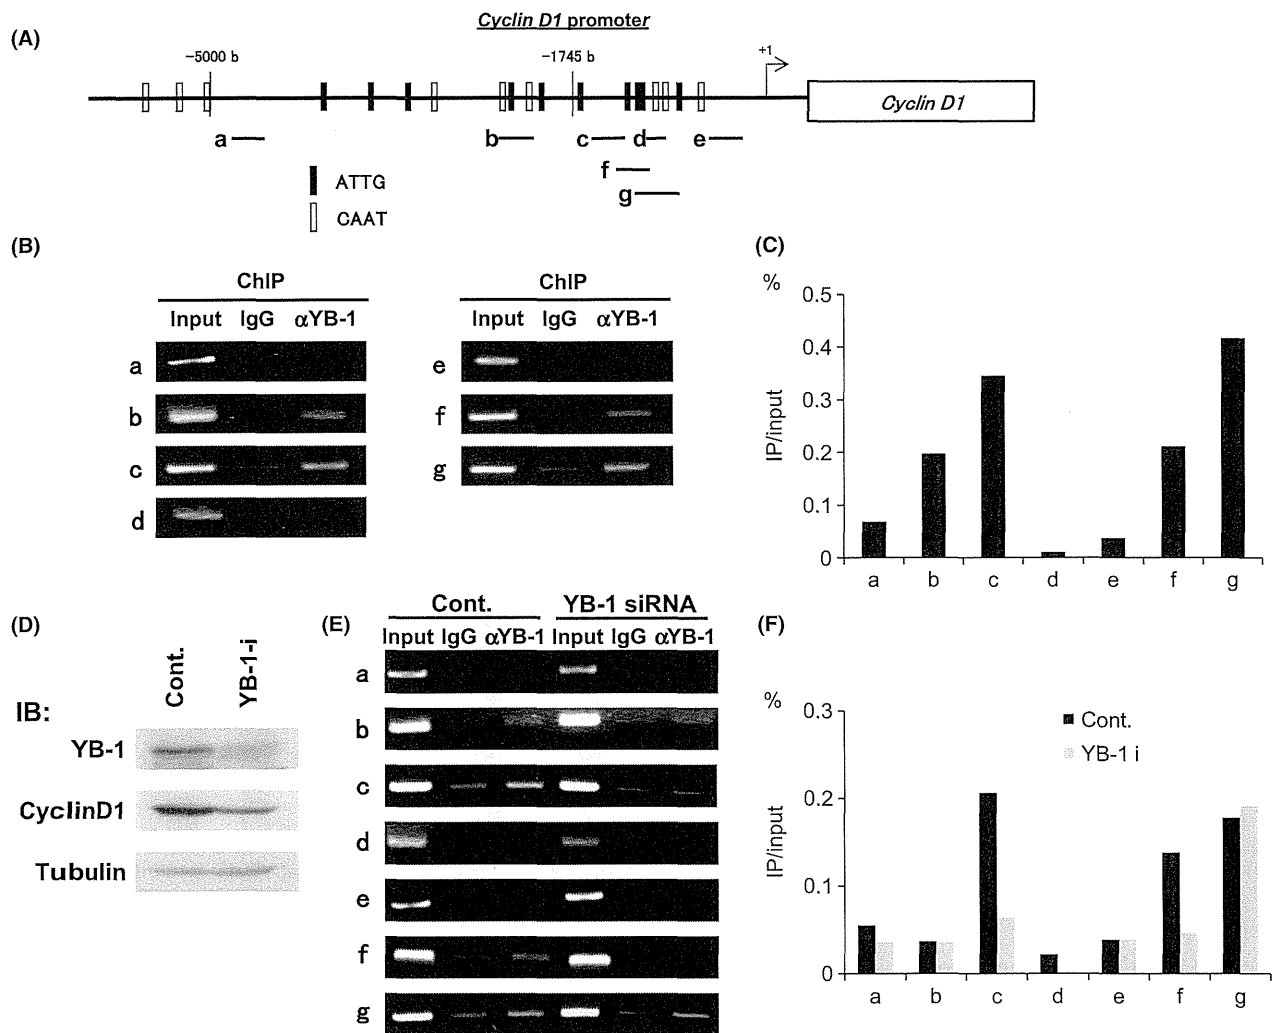 (A)
Cyclin D1 promoter
−5000 b
−1745 b
+1
Cyclin D1
a
b
c
d
e
f
g
ATTG
CAAT
(B)
ChIP
Input IgG αYB-1
a
b
c
d
ChIP
Input IgG αYB-1
e
f
g
(C)
%
IP/input
0.5
0.4
0.3
0.2
0.1
0
a b c d e f g
(D)
Cont.
YB-1-i
IB:
YB-1
CyclinD1
Tubulin
(E)
Cont. YB-1 siRNA
Input IgG αYB-1 Input IgG αYB-1
a
b
c
d
e
f
g
(F)
%
IP/input
0.3
0.2
0.1
0
Cont.
YB-1 i
a b c d e f g